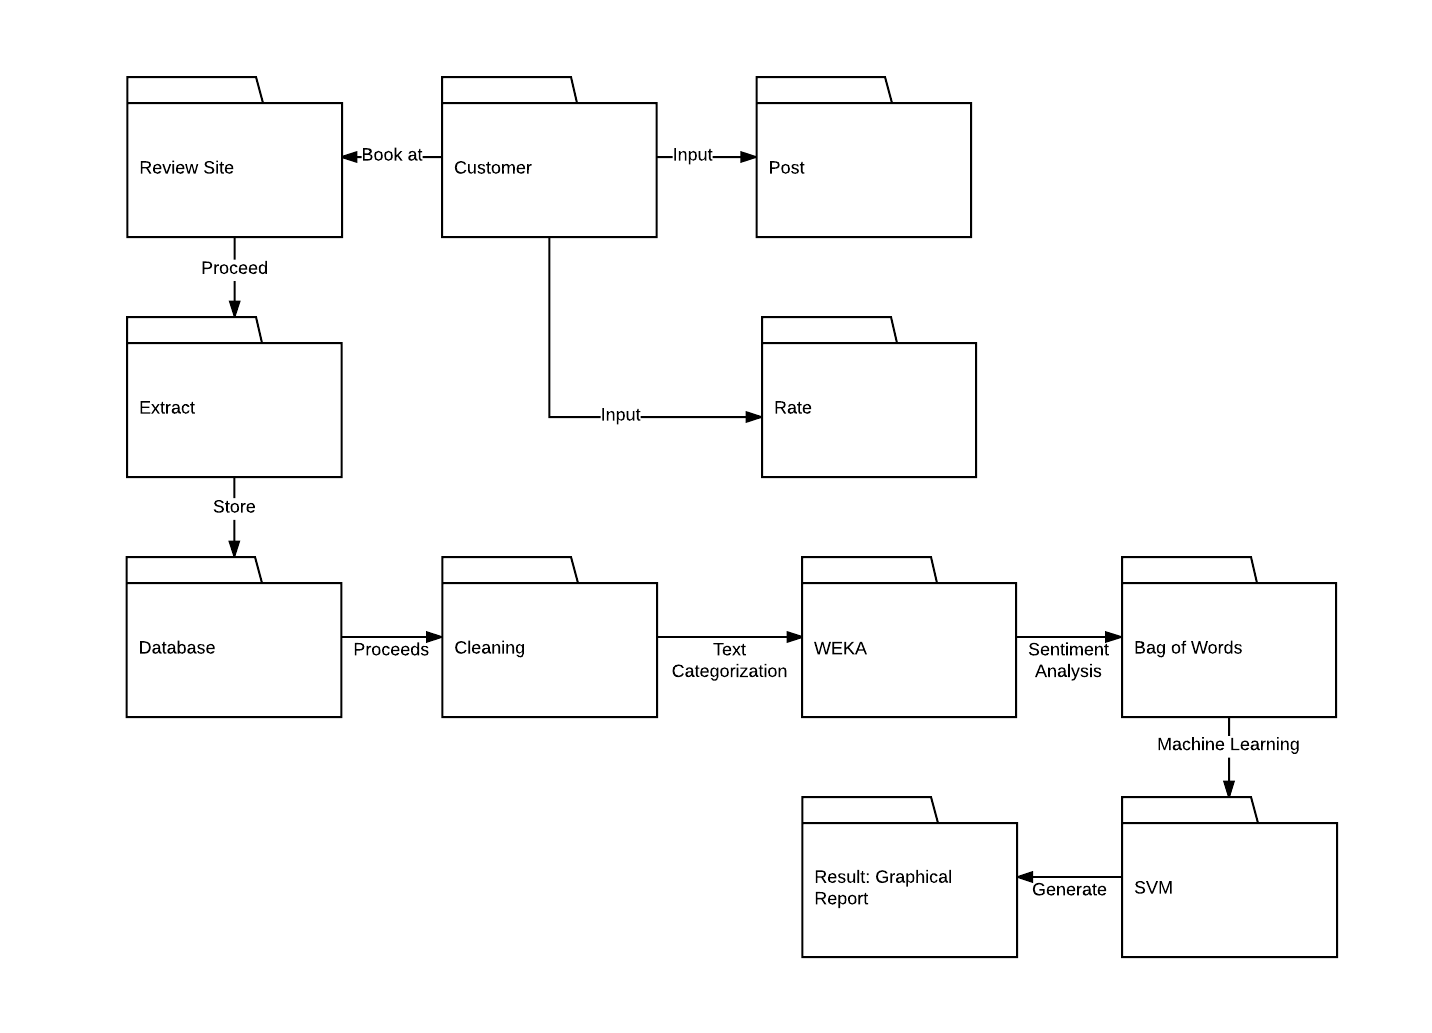 Review Site
Book at
Customer
Input
Post
Proceed
Extract
Input
Rate
Store
Database
Proceeds
Cleaning
Text
Categorization
WEKA
Sentiment
Analysis
Bag of Words
Machine Learning
Result: Graphical
Report
Generate
SVM